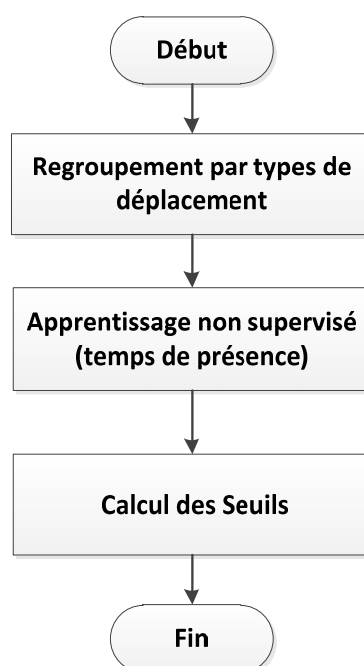 Début
Regroupement par types de
déplacement
Apprentissage non supervisé
(temps de présence)
Calcul des Seuils
Fin